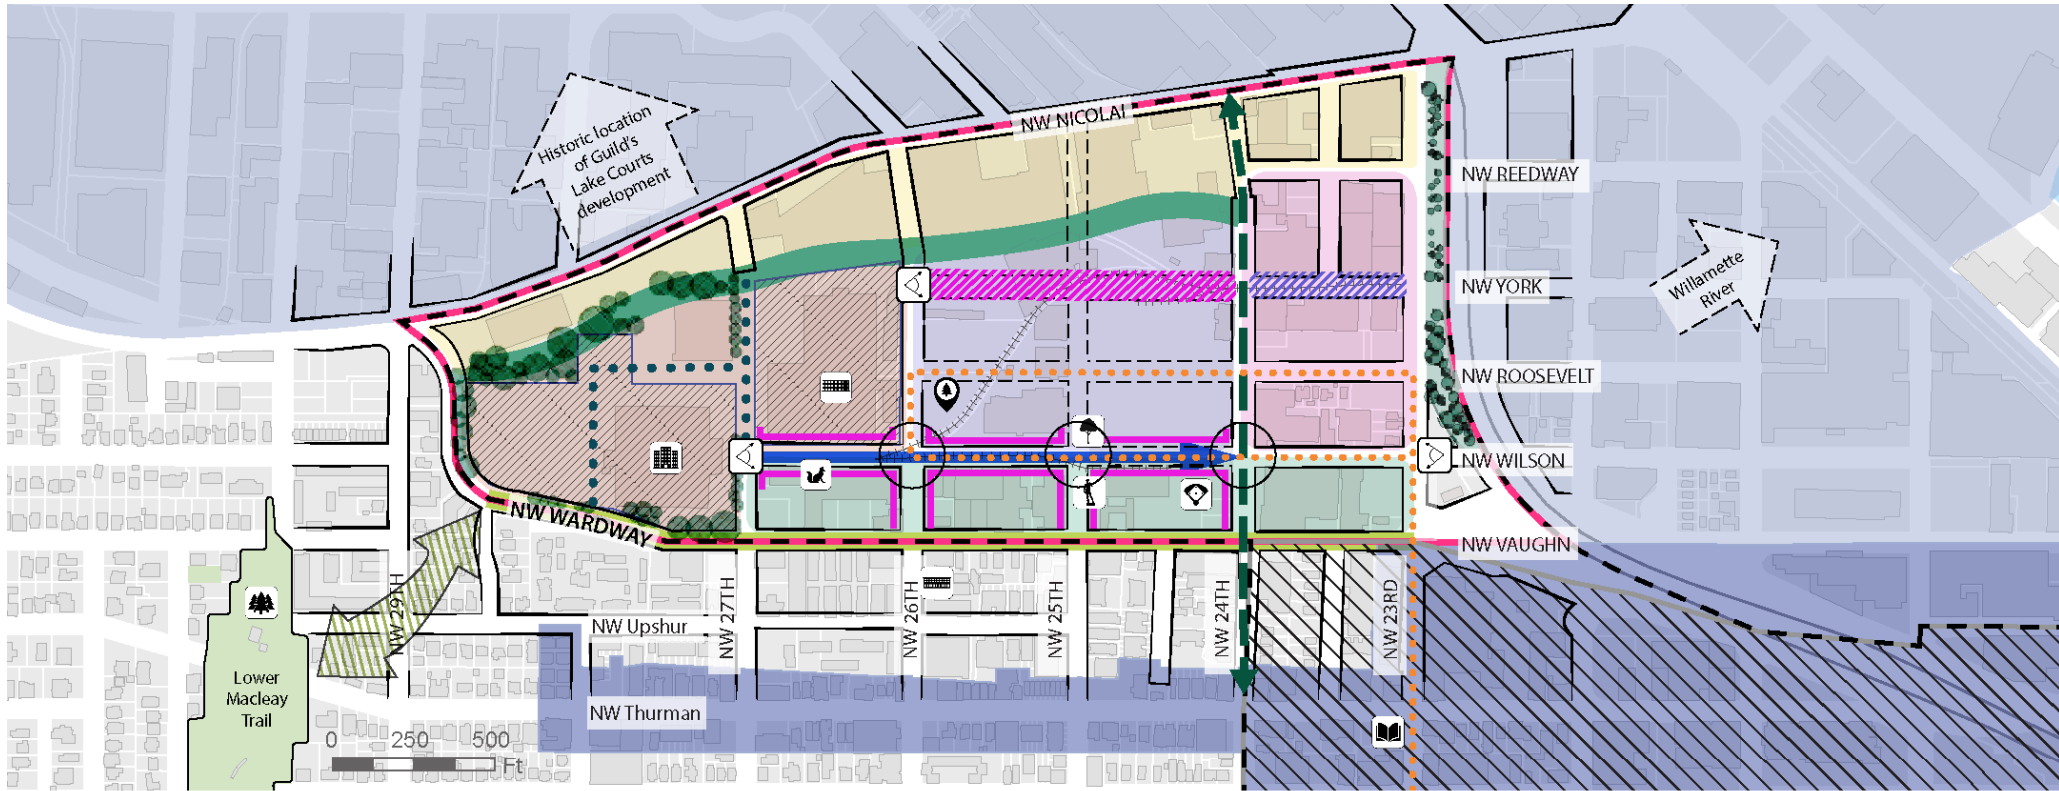 Historic location
of Guild's
Lake Courts
development
NW NICOLAI
NW REEDWAY
Willamette
River
NW YORK
NW ROOSEVELT
NW WILSON
NW WARDWAY
NW VAUGHN
NW 29TH
NW 27TH
NW 26TH
NW 25TH
NW 24TH
NW 23RD
NW Upshur
Lower
Macleay
Trail
NW Thurman
0 250 500
Ft